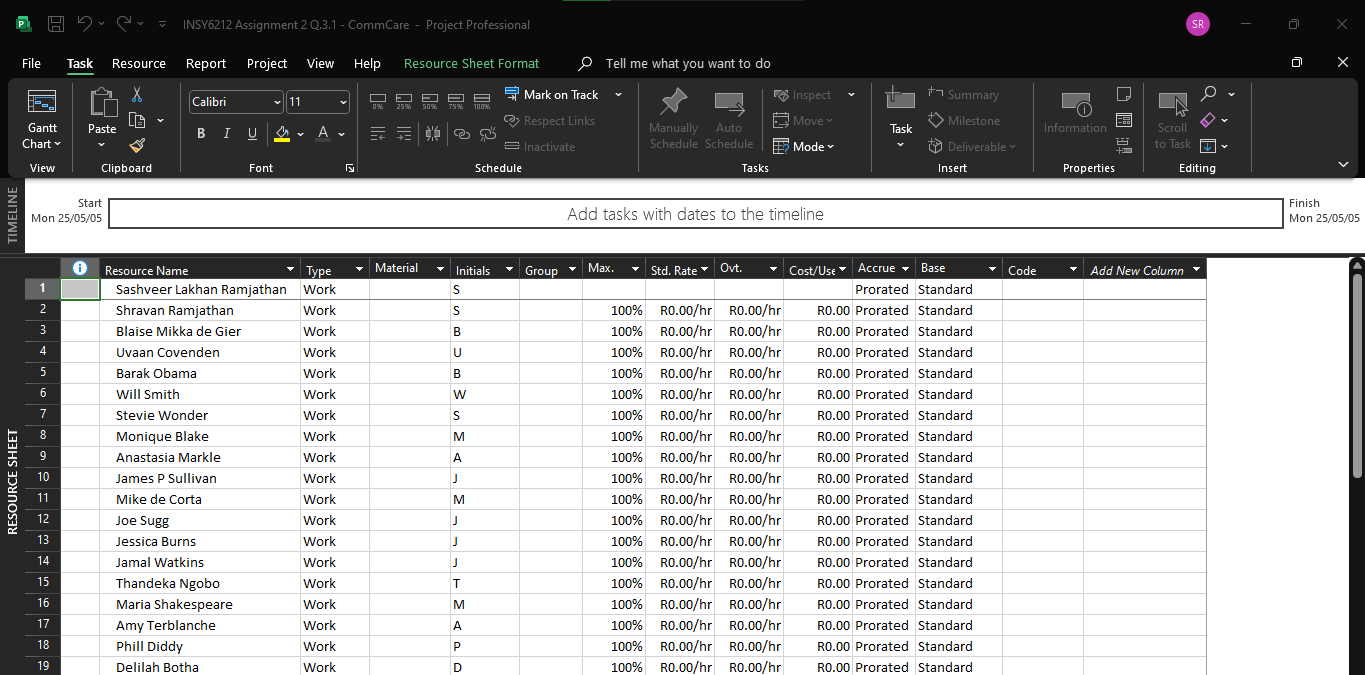 INSY6212 Assignment 2 Q.3.1 - CommCare - Project Professional
SR
File Task Resource Report Project View Help Resource Sheet Format Tell me what you want to do
Gantt Chart
View
Paste
Clipboard
Calibri 11
B I U A
Font
0% 25% 50% 75% 100%
Mark on Track
Respect Links
Inactivate
Schedule
Manually Schedule
Auto Schedule
Inspect
Move
Mode
Tasks
Task
Summary
Milestone
Deliverable
Insert
Information
Properties
Scroll to Task
Editing
TIMELINE
Start
Mon 25/05/05
Add tasks with dates to the timeline
Finish
Mon 25/05/05
RESOURCE SHEET
Resource Name Type Material Initials Group Max. Std. Rate Ovt. Cost/Use Accrue Base Code Add New Column
1 Sashveer Lakhan Ramjathan Work S Prorated Standard
2 Shravan Ramjathan Work S 100% R0.00/hr R0.00/hr R0.00 Prorated Standard
3 Blaise Mikka de Gier Work B 100% R0.00/hr R0.00/hr R0.00 Prorated Standard
4 Uvaan Covenden Work U 100% R0.00/hr R0.00/hr R0.00 Prorated Standard
5 Barak Obama Work B 100% R0.00/hr R0.00/hr R0.00 Prorated Standard
6 Will Smith Work W 100% R0.00/hr R0.00/hr R0.00 Prorated Standard
7 Stevie Wonder Work S 100% R0.00/hr R0.00/hr R0.00 Prorated Standard
8 Monique Blake Work M 100% R0.00/hr R0.00/hr R0.00 Prorated Standard
9 Anastasia Markle Work A 100% R0.00/hr R0.00/hr R0.00 Prorated Standard
10 James P Sullivan Work J 100% R0.00/hr R0.00/hr R0.00 Prorated Standard
11 Mike de Corta Work M 100% R0.00/hr R0.00/hr R0.00 Prorated Standard
12 Joe Sugg Work J 100% R0.00/hr R0.00/hr R0.00 Prorated Standard
13 Jessica Burns Work J 100% R0.00/hr R0.00/hr R0.00 Prorated Standard
14 Jamal Watkins Work J 100% R0.00/hr R0.00/hr R0.00 Prorated Standard
15 Thandeka Ngobo Work T 100% R0.00/hr R0.00/hr R0.00 Prorated Standard
16 Maria Shakespeare Work M 100% R0.00/hr R0.00/hr R0.00 Prorated Standard
17 Amy Terblanche Work A 100% R0.00/hr R0.00/hr R0.00 Prorated Standard
18 Phill Diddy Work P 100% R0.00/hr R0.00/hr R0.00 Prorated Standard
19 Delilah Botha Work D 100% R0.00/hr R0.00/hr R0.00 Prorated Standard